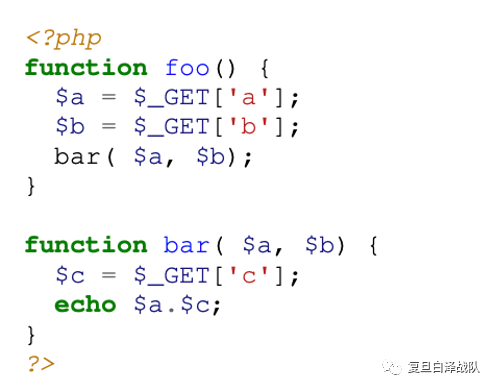 <?php
function foo() {
  $a = $_GET['a'];
  $b = $_GET['b'];
  bar( $a, $b);
}

function bar( $a, $b) {
  $c = $_GET['c'];
  echo $a.$c;
}
?>
复旦白泽战队